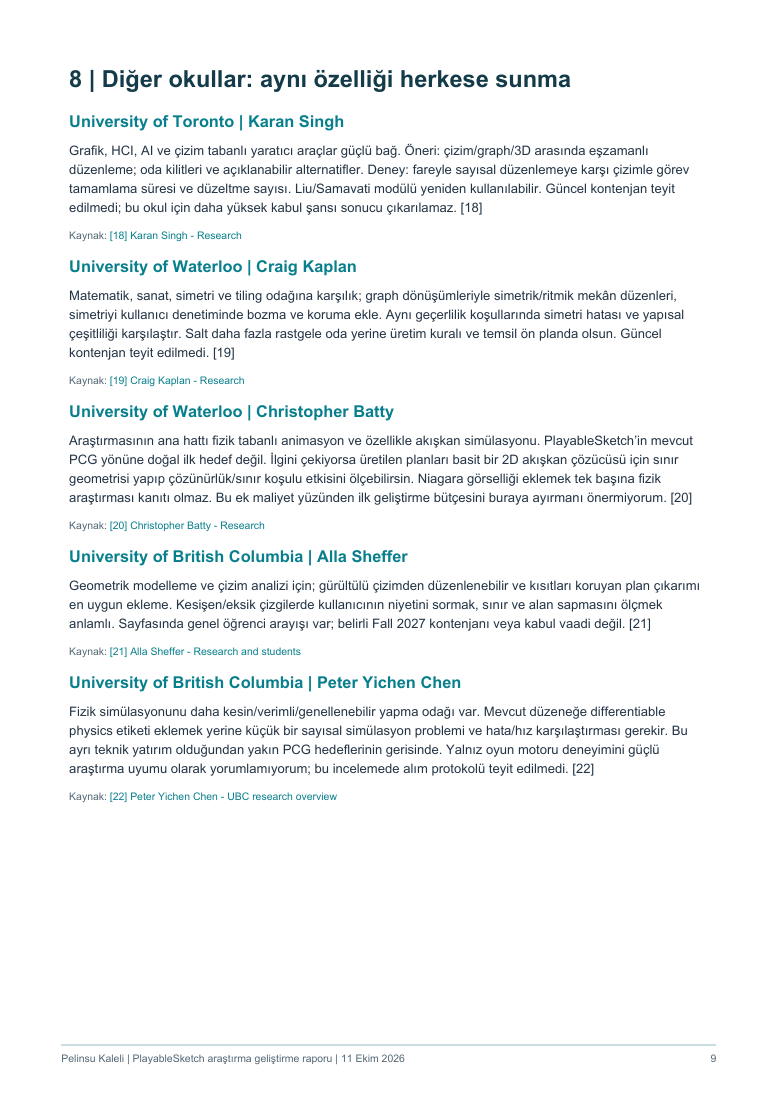 8 | Diğer okullar: aynı özelliği herkese sunma
University of Toronto | Karan Singh
Grafik, HCI, AI ve çizim tabanlı yaratıcı araçlar güçlü bağ. Öneri: çizim/graph/3D arasında eşzamanlı
düzenleme; oda kilitleri ve açıklanabilir alternatifler. Deney: fareyle sayısal düzenlemeye karşı çizimle görev
tamamlama süresi ve düzeltme sayısı. Liu/Samavati modülü yeniden kullanılabilir. Güncel kontenjan teyit
edilmedi; bu okul için daha yüksek kabul şansı sonucu çıkarılamaz. [18]
Kaynak: [18] Karan Singh - Research
University of Waterloo | Craig Kaplan
Matematik, sanat, simetri ve tiling odağına karşılık; graph dönüşümleriyle simetrik/ritmik mekân düzenleri,
simetriyi kullanıcı denetiminde bozma ve koruma ekle. Aynı geçerlilik koşullarında simetri hatası ve yapısal
çeşitliliği karşılaştır. Salt daha fazla rastgele oda yerine üretim kuralı ve temsil ön planda olsun. Güncel
kontenjan teyit edilmedi. [19]
Kaynak: [19] Craig Kaplan - Research
University of Waterloo | Christopher Batty
Araştırmasının ana hattı fizik tabanlı animasyon ve özellikle akışkan simülasyonu. PlayableSketch’in mevcut
PCG yönüne doğal ilk hedef değil. İlgini çekiyorsa üretilen planları basit bir 2D akışkan çözücüsü için sınır
geometrisi yapıp çözünürlük/sınır koşulu etkisini ölçebilirsin. Niagara görselliği eklemek tek başına fizik
araştırması kanıtı olmaz. Bu ek maliyet yüzünden ilk geliştirme bütçesini buraya ayırmanı önermiyorum. [20]
Kaynak: [20] Christopher Batty - Research
University of British Columbia | Alla Sheffer
Geometrik modelleme ve çizim analizi için; gürültülü çizimden düzenlenebilir ve kısıtları koruyan plan çıkarımı
en uygun ekleme. Kesişen/eksik çizgilerde kullanıcının niyetini sormak, sınır ve alan sapmasını ölçmek
anlamlı. Sayfasında genel öğrenci arayışı var; belirli Fall 2027 kontenjanı veya kabul vaadi değil. [21]
Kaynak: [21] Alla Sheffer - Research and students
University of British Columbia | Peter Yichen Chen
Fizik simülasyonunu daha kesin/verimli/genellenebilir yapma odağı var. Mevcut düzeneğe differentiable
physics etiketi eklemek yerine küçük bir sayısal simülasyon problemi ve hata/hız karşılaştırması gerekir. Bu
ayrı teknik yatırım olduğundan yakın PCG hedeflerinin gerisinde. Yalnız oyun motoru deneyimini güçlü
araştırma uyumu olarak yorumlamıyorum; bu incelemede alım protokolü teyit edilmedi. [22]
Kaynak: [22] Peter Yichen Chen - UBC research overview
Pelinsu Kaleli | PlayableSketch araştırma geliştirme raporu | 11 Ekim 2026
9